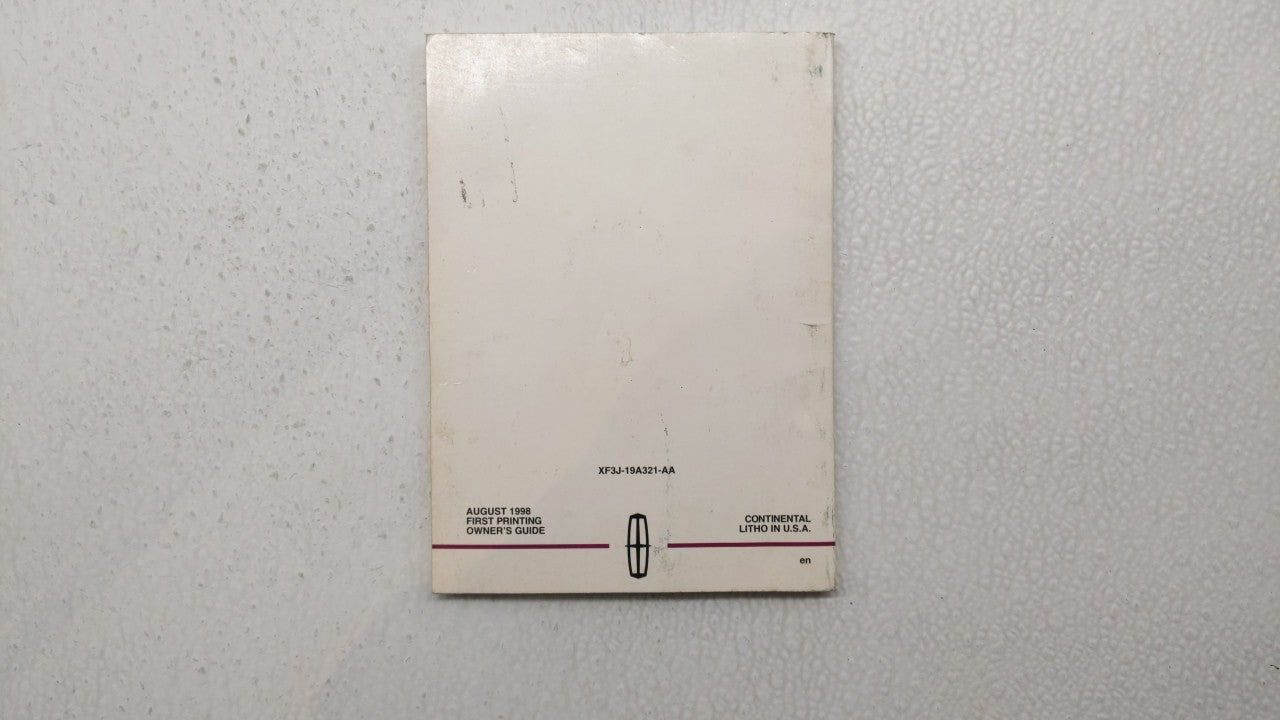 XF3J-19A321-AA
AUGUST 1998
FIRST PRINTING
OWNER'S GUIDE
CONTINENTAL
LITHO IN U.S.A.
en